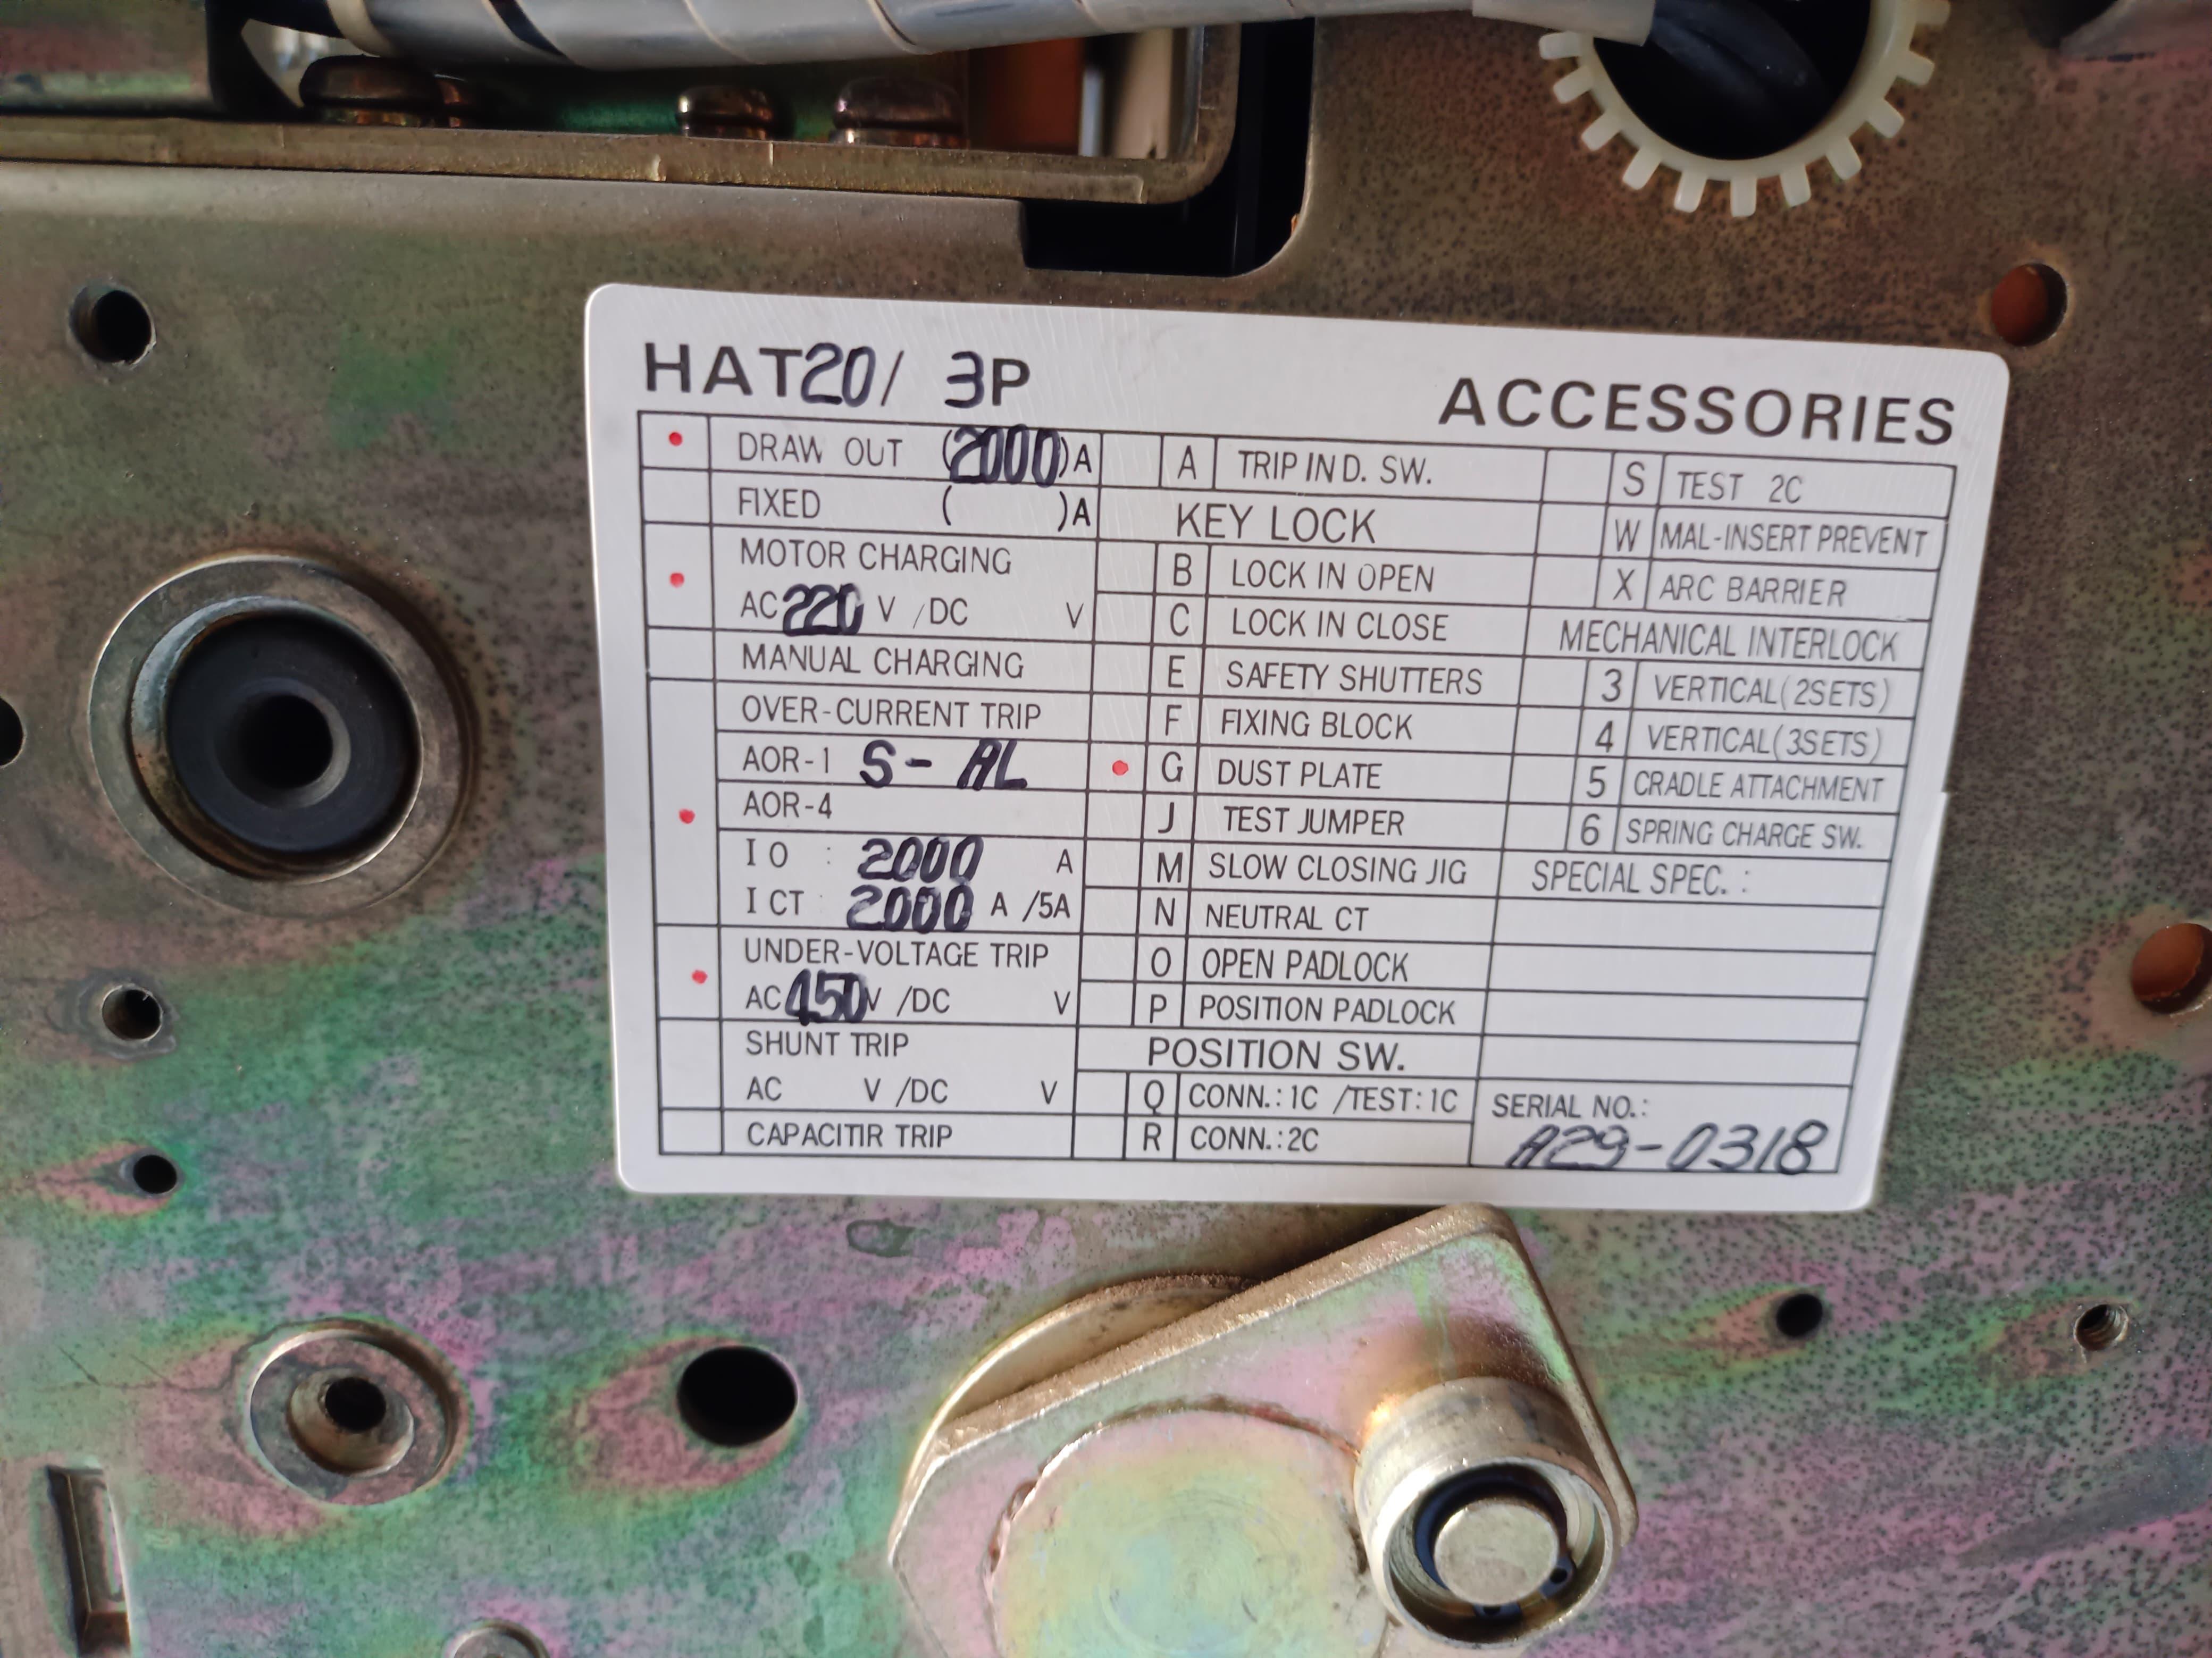 HAT20/ 3P
ACCESSORIES
DRAW OUT (2000)A
FIXED ( )A
MOTOR CHARGING
AC 220 V /DC V
MANUAL CHARGING
OVER-CURRENT TRIP
AOR-1 S-AL
AOR-4
I O : 2000 A
I CT : 2000 A /5A
UNDER-VOLTAGE TRIP
AC 450V /DC V
SHUNT TRIP
AC V /DC V
CAPACITIR TRIP
A TRIP IND. SW.
KEY LOCK
B LOCK IN OPEN
C LOCK IN CLOSE
E SAFETY SHUTTERS
F FIXING BLOCK
G DUST PLATE
J TEST JUMPER
M SLOW CLOSING JIG
N NEUTRAL CT
O OPEN PADLOCK
P POSITION PADLOCK
POSITION SW.
Q CONN.:1C /TEST:1C
R CONN.:2C
S TEST 2C
W MAL-INSERT PREVENT
X ARC BARRIER
MECHANICAL INTERLOCK
3 VERTICAL(2SETS)
4 VERTICAL(3SETS)
5 CRADLE ATTACHMENT
6 SPRING CHARGE SW.
SPECIAL SPEC. :
SERIAL NO.:
A29-0318